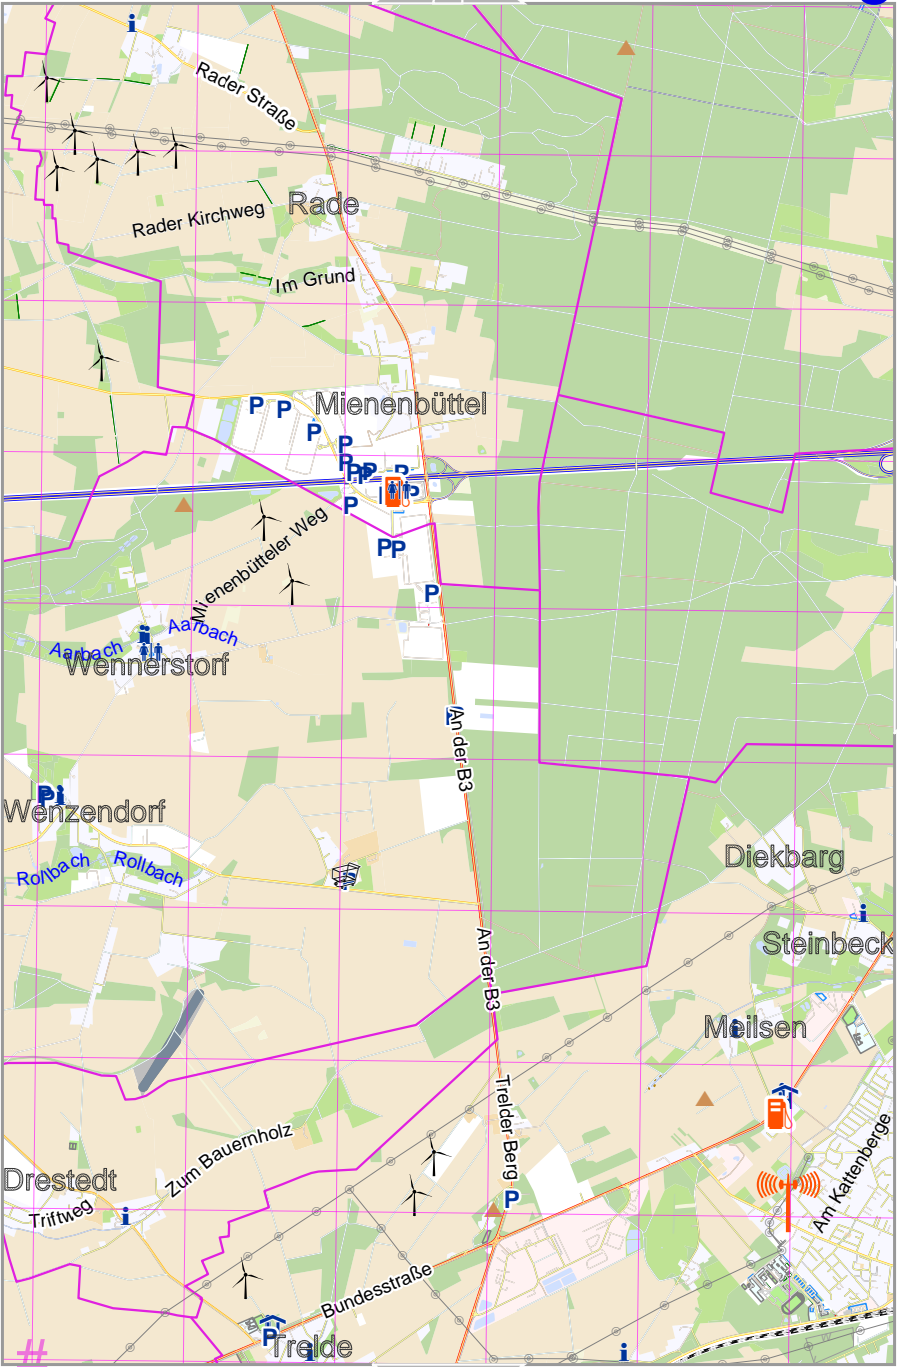 i
Rader Straße
Rader Kirchweg
Rade
Im Grund
P
P
Mienenbüttel
P
P
P
P
P
P
P
P
P
Mienenbütteler Weg
P
P
P
Aarbach
Aarbach
Wennerstorf
An der B3
P
i
Wenzendorf
Rollbach
Rollbach
Diekbarg
i
An der B3
Steinbeck
i
Meilsen
Trelder Berg
Zum Bauernholz
Drestedt
Triftweg
i
P
Am Kattenberge
Bundesstraße
P
Trelde
i
i
#